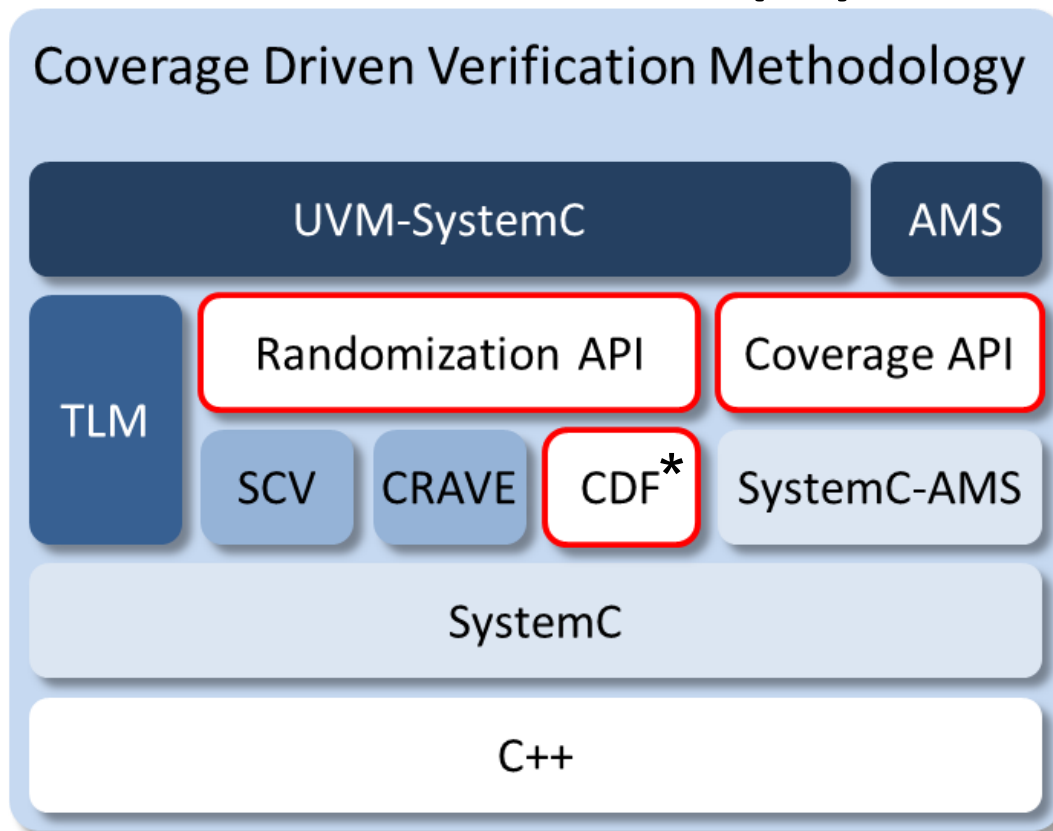 Coverage Driven Verification Methodology
UVM-SystemC
AMS
TLM
Randomization API
Coverage API
SCV
CRAVE
CDF*
SystemC-AMS
SystemC
C++